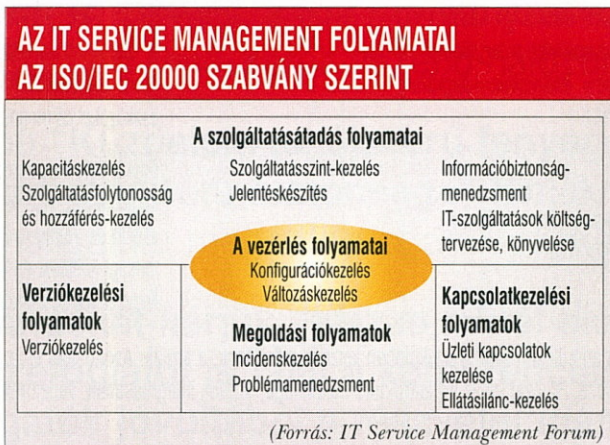 AZ IT SERVICE MANAGEMENT FOLYAMATAI
AZ ISO/IEC 20000 SZABVÁNY SZERINT
A szolgáltatásátadás folyamatai
Kapacitáskezelés
Szolgáltatásfolytonosság
és hozzáférés-kezelés
Szolgáltatásszint-kezelés
Jelentéskészítés
Információbiztonság-
menedzsment
IT-szolgáltatások költség-
tervezése, könyvelése
A vezérlés folyamatai
Konfigurációkezelés
Változáskezelés
Verziókezelési
folyamatok
Verziókezelés
Megoldási folyamatok
Incidenskezelés
Problémamenedzsment
Kapcsolatkezelési
folyamatok
Üzleti kapcsolatok
kezelése
Ellátásilánc-kezelés
(Forrás: IT Service Management Forum)